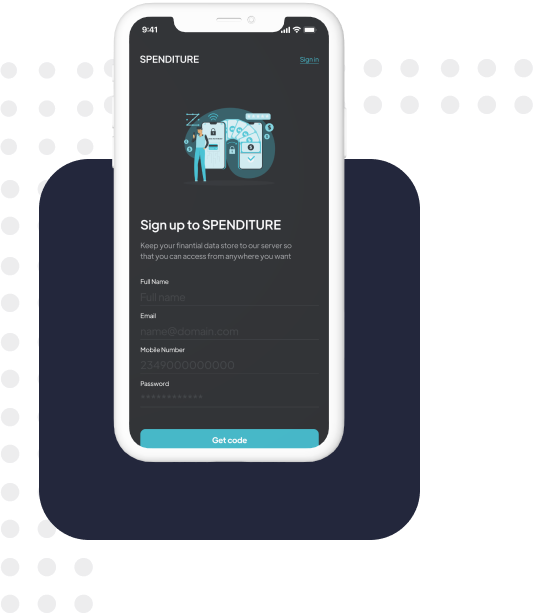 9:41
SPENDITURE
Sign in
Sign up to SPENDITURE
Keep your finantial data store to our server so
that you can access from anywhere you want
Full Name
Full name
Email
name@domain.com
Mobile Number
2349000000000
Password
************
Get code